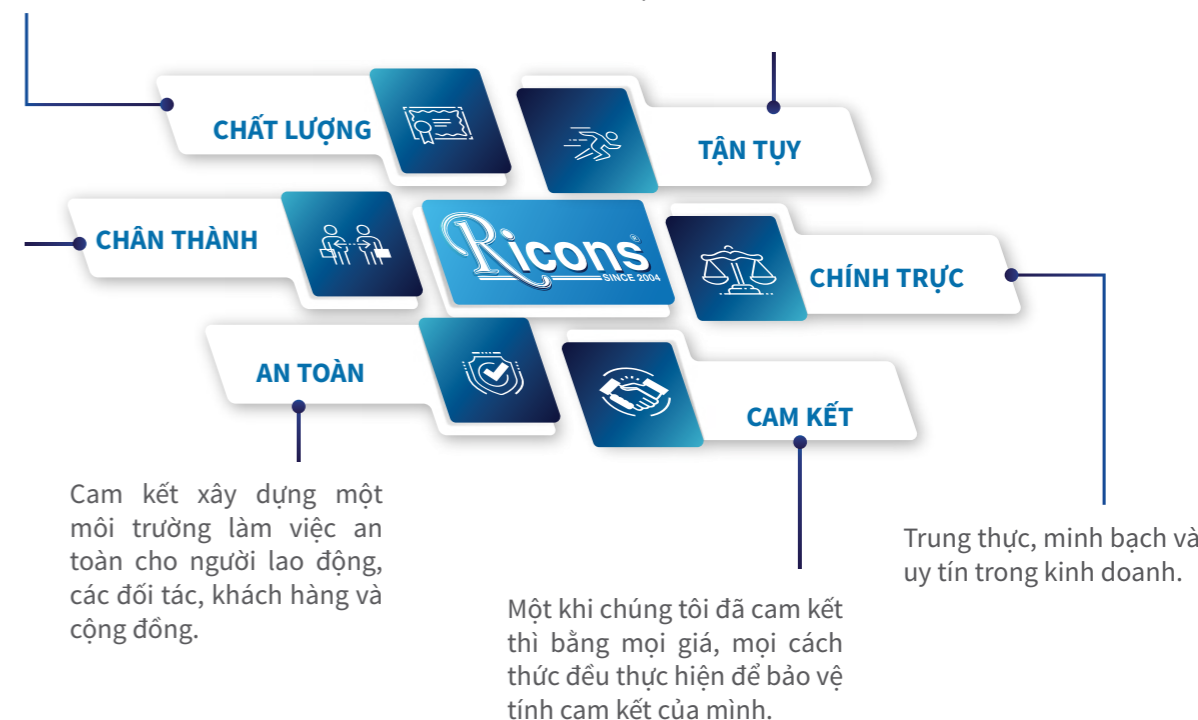 CHẤT LƯỢNG
TẬN TỤY
CHÂN THÀNH
Ricons®
SINCE 2004
CHÍNH TRỰC
AN TOÀN
CAM KẾT
Cam kết xây dựng một
môi trường làm việc an
toàn cho người lao động,
các đối tác, khách hàng và
cộng đồng.
Một khi chúng tôi đã cam kết
thì bằng mọi giá, mọi cách
thức đều thực hiện để bảo vệ
tính cam kết của mình.
Trung thực, minh bạch và
uy tín trong kinh doanh.